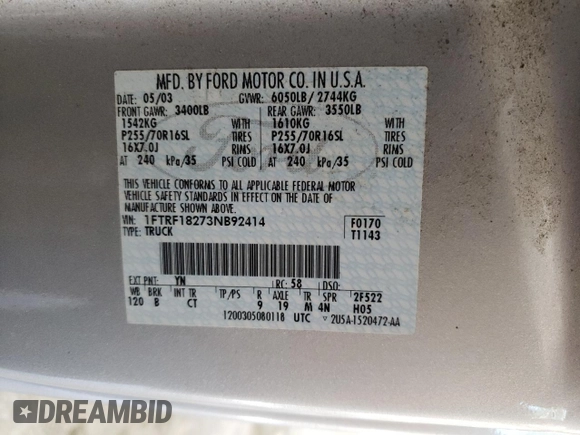 MFD. BY FORD MOTOR CO. IN U.S.A.
DATE: 05/03 GVWR: 6050LB/ 2744KG
FRONT GAWR: 3400LB REAR GAWR: 3550LB
1542KG WITH 1610KG WITH
P255/70R16SL TIRES P255/70R16SL TIRES
16X7.0J RIMS 16X7.0J RIMS
AT 240 kPa/35 PSI COLD AT 240 kPa/35 PSI COLD
THIS VEHICLE CONFORMS TO ALL APPLICABLE FEDERAL MOTOR
VEHICLE SAFETY STANDARDS IN EFFECT ON THE DATE OF
MANUFACTURE SHOWN ABOVE.
VIN: 1FTRF18273NB92414 F0170
TYPE: TRUCK T1143
EXT PNT: YN RC: 58 DSO:
WB BRK INT TR TP/PS R AXLE TR SPR 2F522
120 B CT 9 19 M 4N H05
1200305080118 UTC ▽ 2U5A-1520472-AA
Ford
DREAMBID